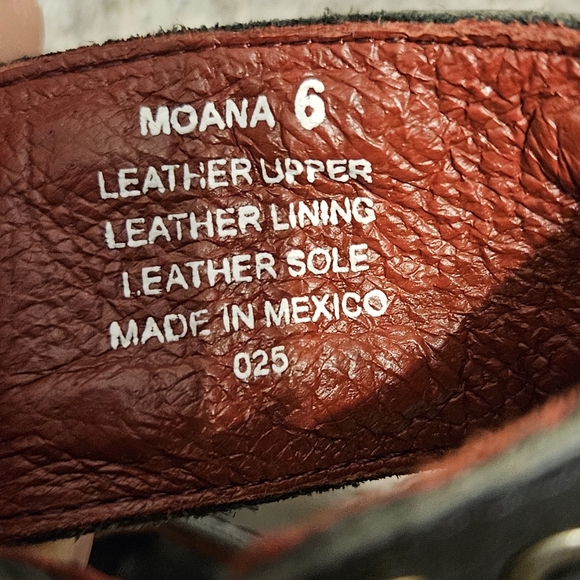 MOANA 6
LEATHER UPPER
LEATHER LINING
LEATHER SOLE
MADE IN MEXICO
025